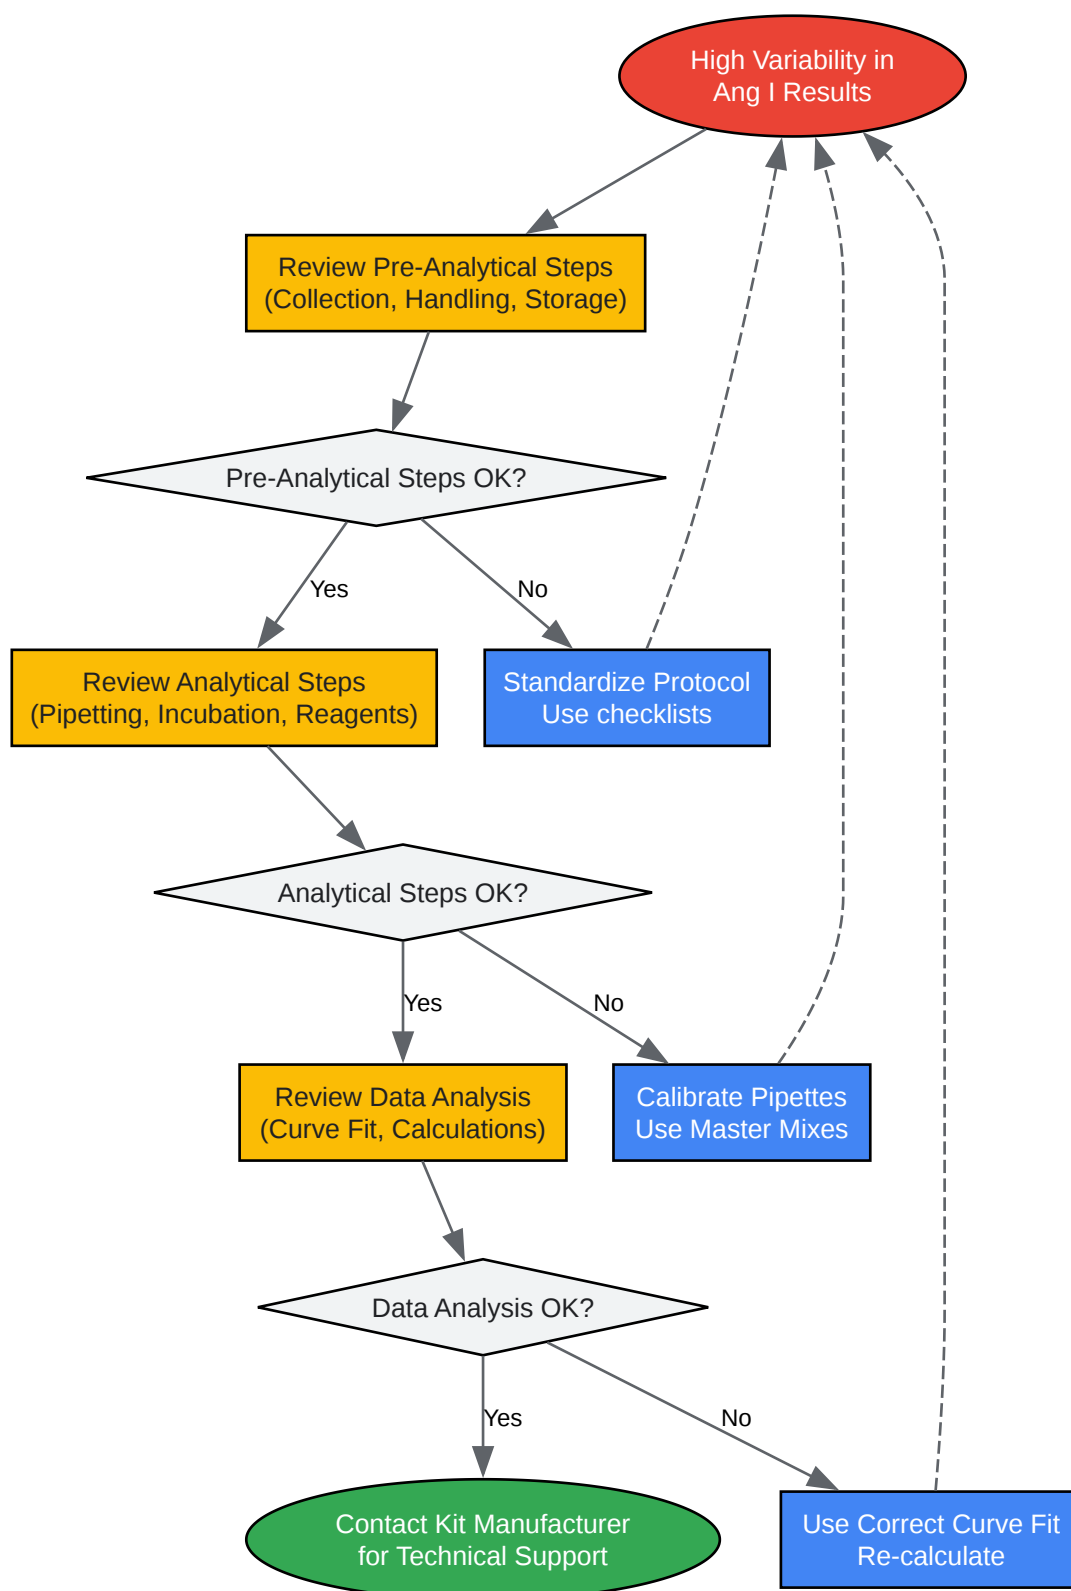 High Variability in
Ang I Results
Review Pre-Analytical Steps
(Collection, Handling, Storage)
Pre-Analytical Steps OK?
Yes
No
Review Analytical Steps
(Pipetting, Incubation, Reagents)
Standardize Protocol
Use checklists
Analytical Steps OK?
Yes
No
Review Data Analysis
(Curve Fit, Calculations)
Calibrate Pipettes
Use Master Mixes
Data Analysis OK?
Yes
No
Contact Kit Manufacturer
for Technical Support
Use Correct Curve Fit
Re-calculate